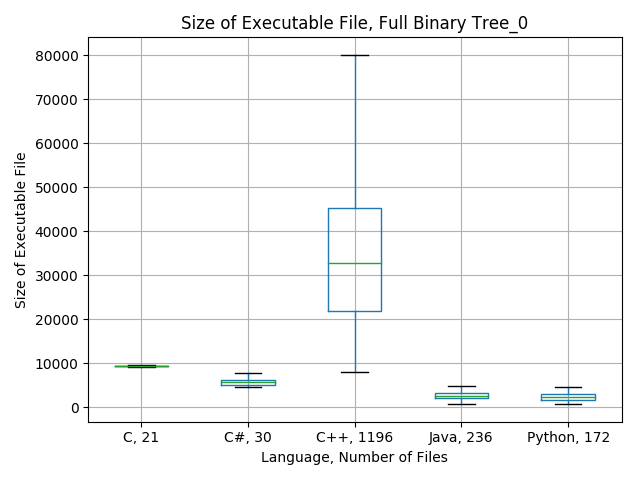 Size of Executable File, Full Binary Tree_0
Size of Executable File
80000
70000
60000
50000
40000
30000
20000
10000
0
C, 21
C#, 30
C++, 1196
Java, 236
Python, 172
Language, Number of Files